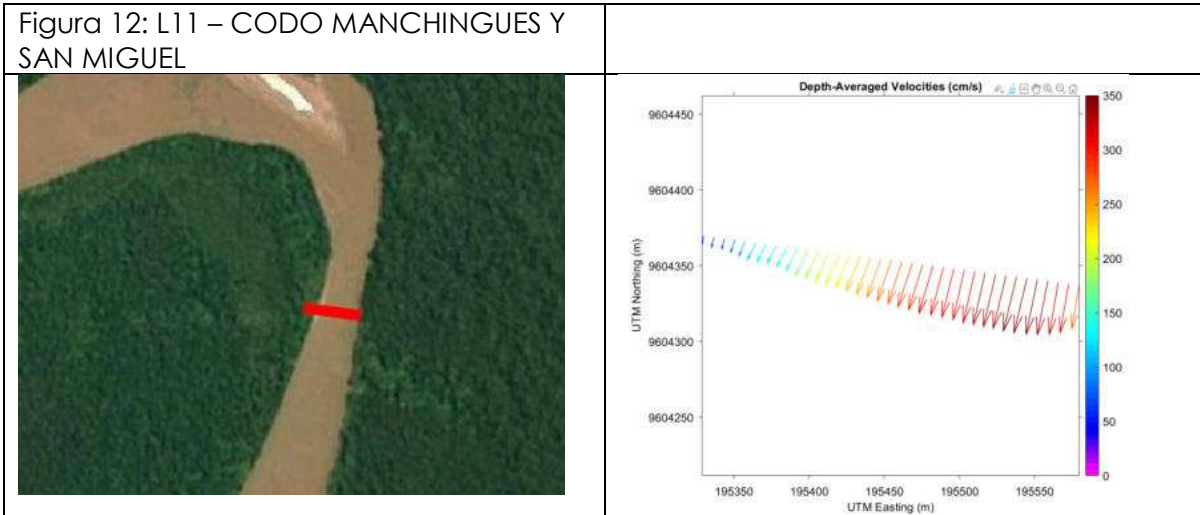 Figura 12: L11 – CODO MANCHINGUES Y
SAN MIGUEL
Depth-Averaged Velocities (cm/s)
350
300
250
200
150
100
50
0
9604450
9604400
9604350
9604300
9604250
UTM Northing (m)
195350 195400 195450 195500 195550
UTM Easting (m)